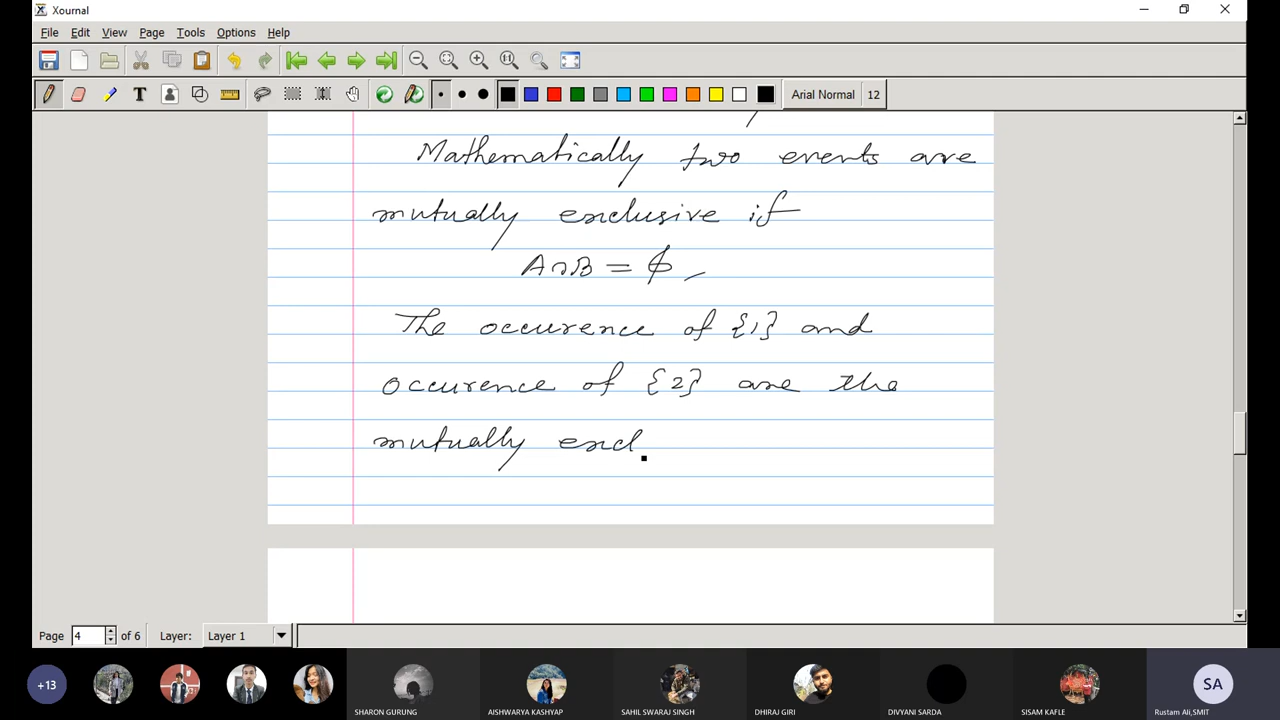 Xournal
File Edit View Page Tools Options Help
Arial Normal 12
Mathematically two events are
mutually exclusive if
A∩B = ϕ
The occurence of {1} and
occurence of {2} are the
mutually excl
Page 4 of 6 Layer: Layer 1
+13
SHARON GURUNG
AISHWARYA KASHYAP
SAHIL SWARAJ SINGH
DHIRAJ GIRI
DIVYANI SARDA
SISAM KAFLE
SA
Rustam Ali,SMIT